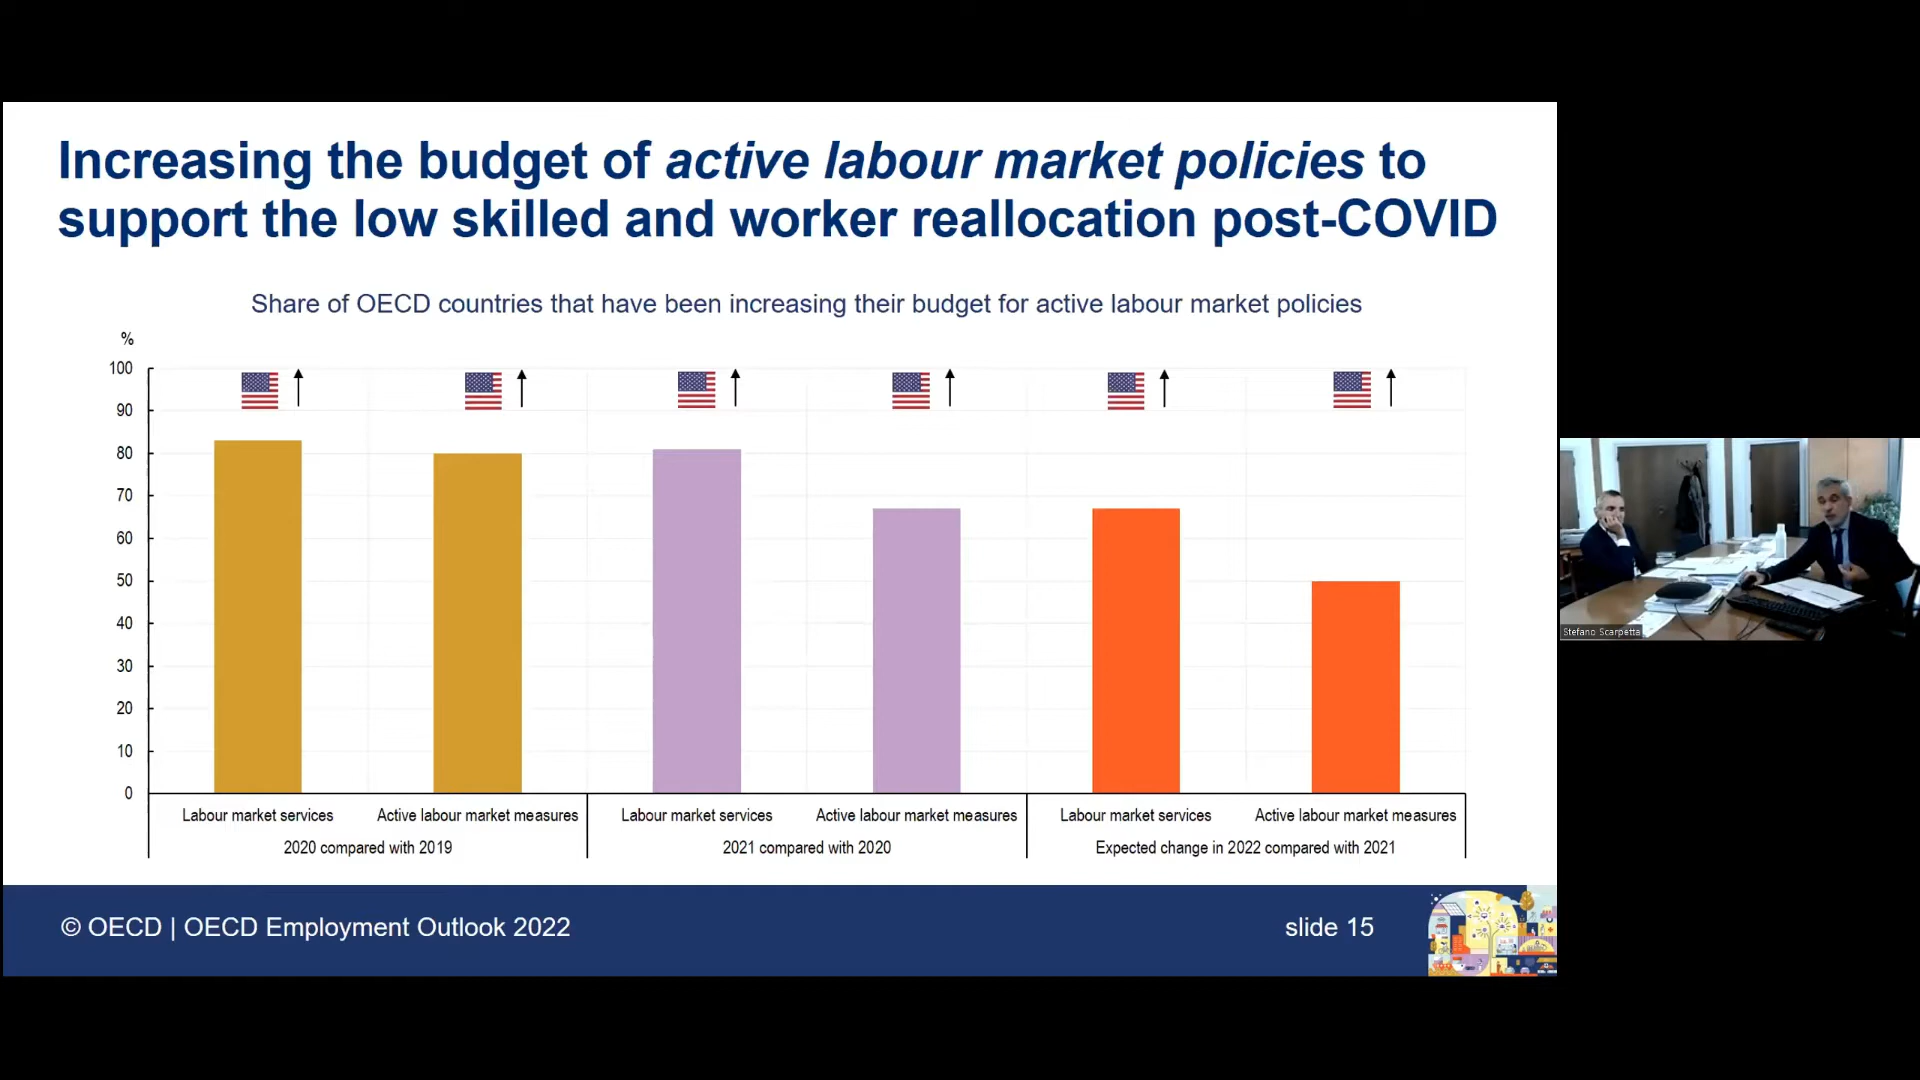 Increasing the budget of active labour market policies to
support the low skilled and worker reallocation post-COVID
Share of OECD countries that have been increasing their budget for active labour market policies
%
100
90
80
70
60
50
40
30
20
10
0
Labour market services
Active labour market measures
Labour market services
Active labour market measures
Labour market services
Active labour market measures
2020 compared with 2019
2021 compared with 2020
Expected change in 2022 compared with 2021
© OECD | OECD Employment Outlook 2022
slide 15
Stefano Scarpetta